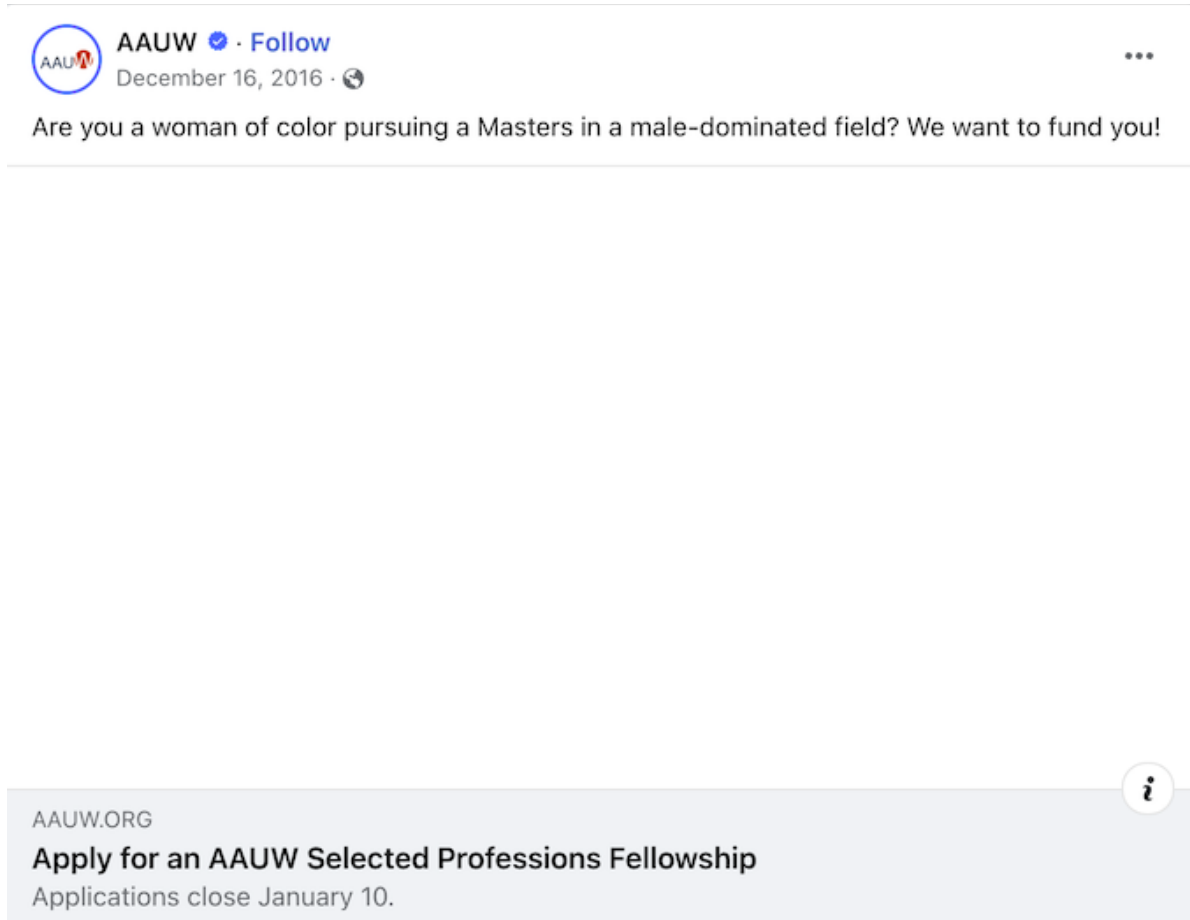 AAUW
AAUW · Follow
December 16, 2016 ·
Are you a woman of color pursuing a Masters in a male-dominated field? We want to fund you!
i
AAUW.ORG
Apply for an AAUW Selected Professions Fellowship
Applications close January 10.